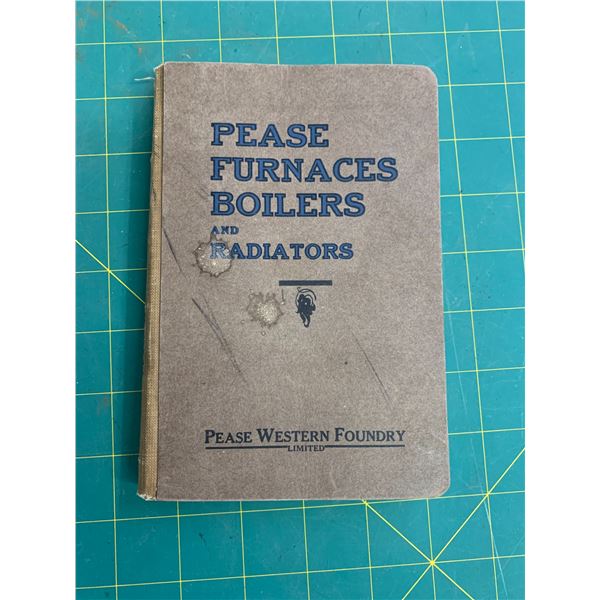 PEASE
FURNACES
BOILERS
AND
RADIATORS
PEASE WESTERN FOUNDRY
LIMITED